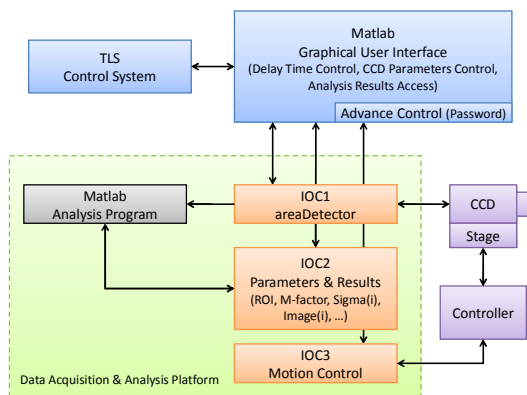 TLS
Control System
Matlab
Graphical User Interface
(Delay Time Control, CCD Parameters Control,
Analysis Results Access)
Advance Control (Password)
Matlab
Analysis Program
IOC1
areaDetector
CCD
Stage
IOC2
Parameters & Results
(ROI, M-factor, Sigma(i),
Image(i), ...)
Controller
IOC3
Motion Control
Data Acquisition & Analysis Platform